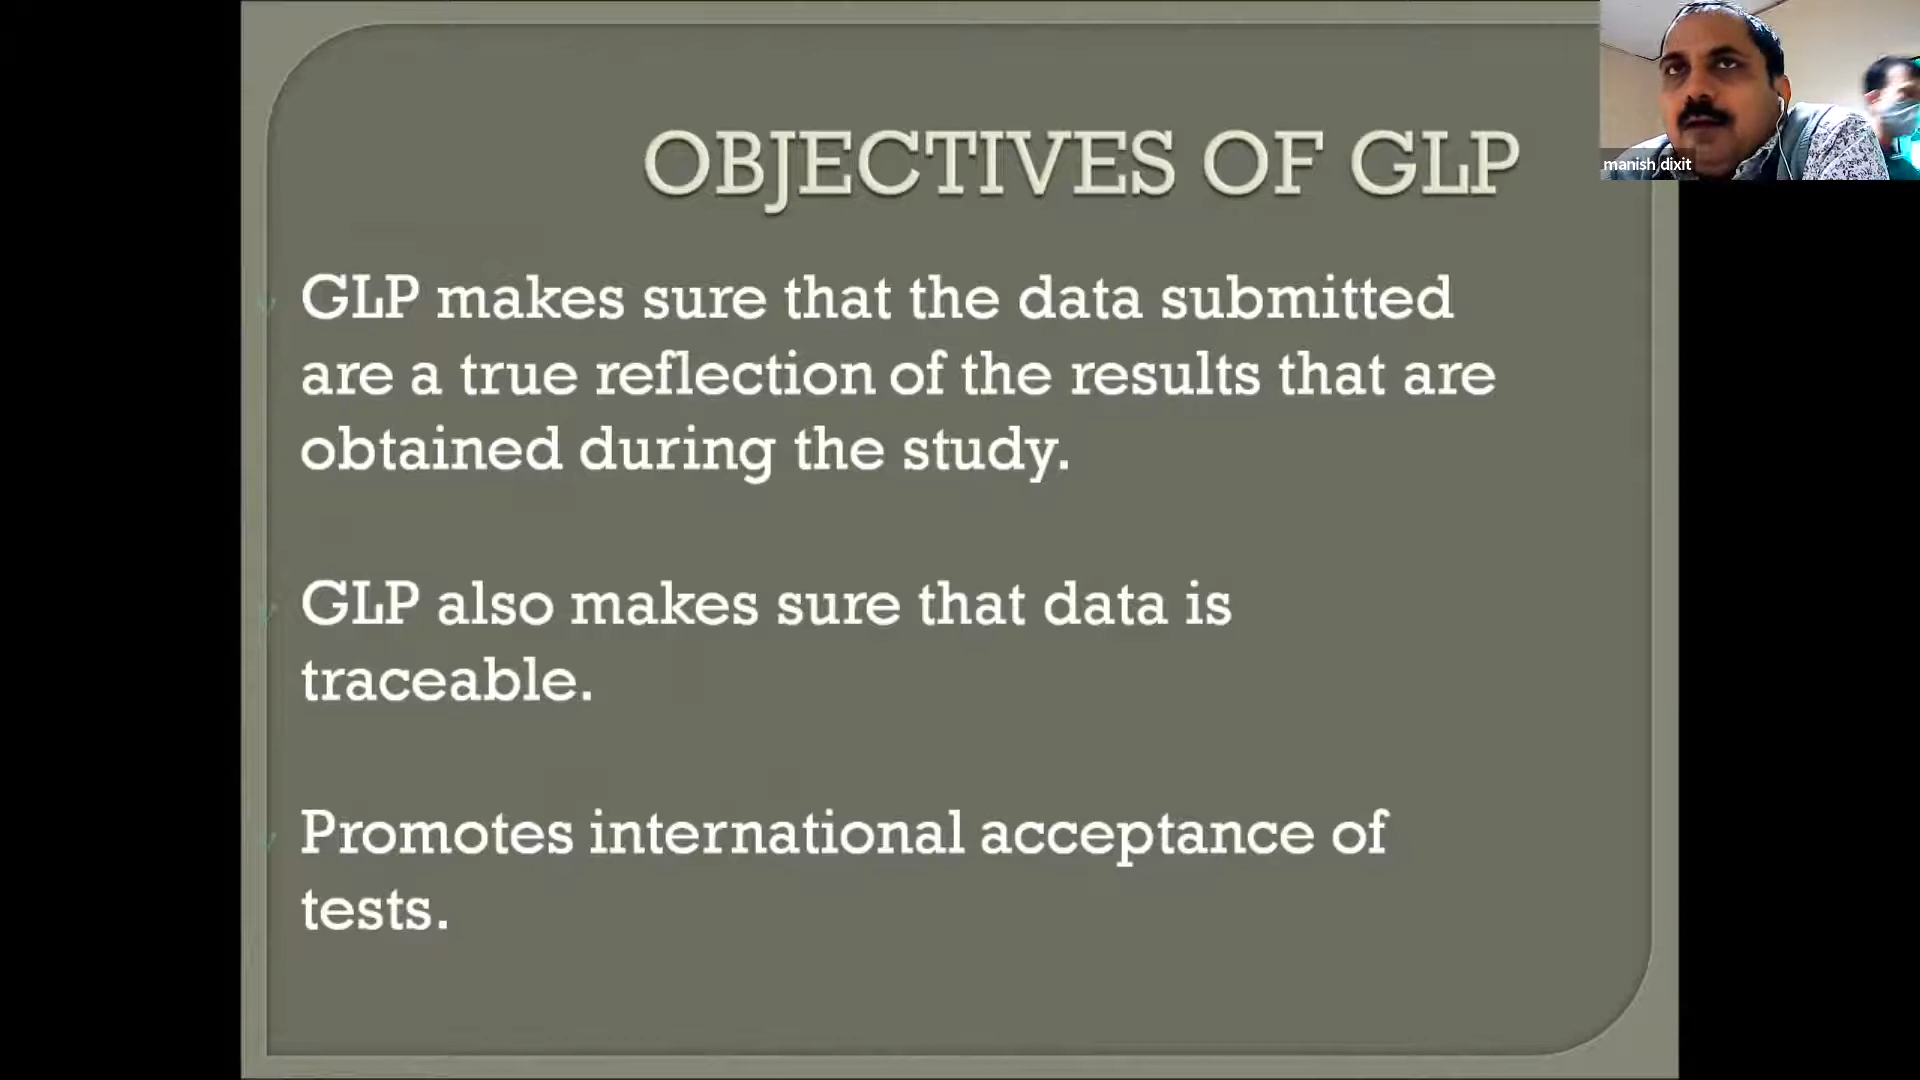 OBJECTIVES OF GLP
manish dixit
GLP makes sure that the data submitted
are a true reflection of the results that are
obtained during the study.
GLP also makes sure that data is
traceable.
Promotes international acceptance of
tests.